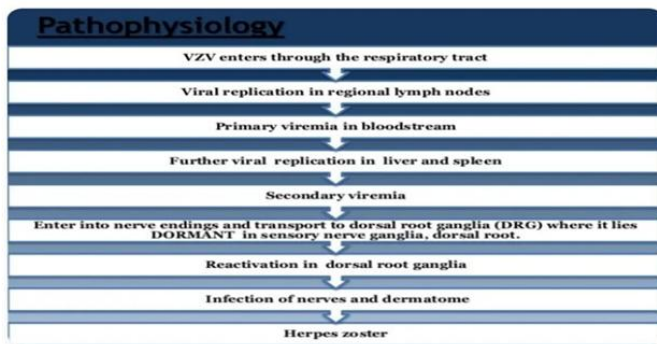 Pathophysiology
VZV enters through the respiratory tract
Viral replication in regional lymph nodes
Primary viremia in bloodstream
Further viral replication in liver and spleen
Secondary viremia
Enter into nerve endings and transport to dorsal root ganglia (DRG) where it lies
DORMANT in sensory nerve ganglia, dorsal root.
Reactivation in dorsal root ganglia
Infection of nerves and dermatome
Herpes zoster